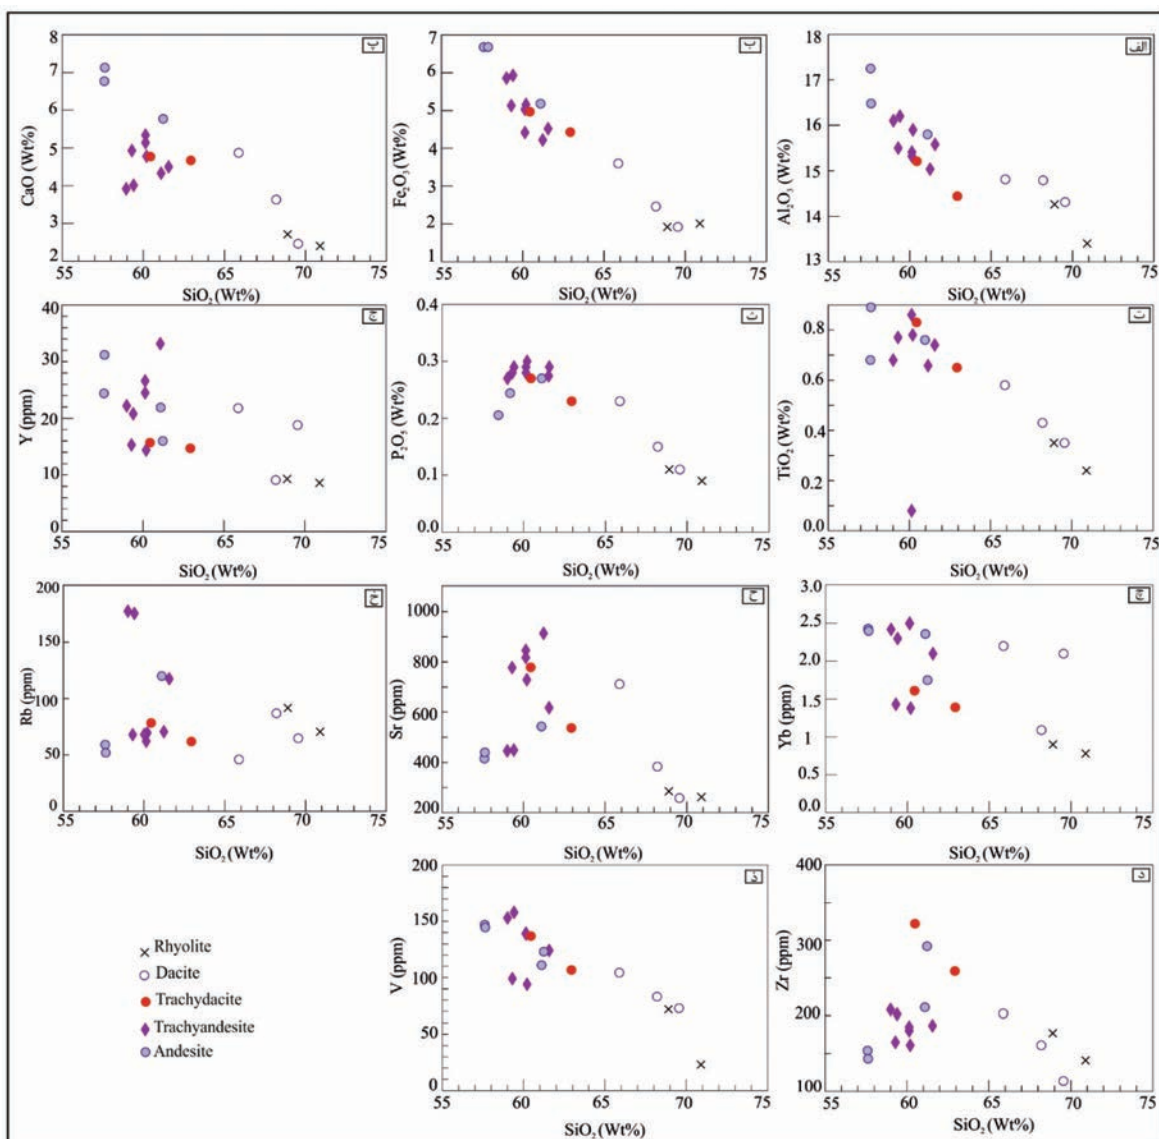 8 7 6 5 4 3 2
CaO (Wt%)
پ
55 60 65 70 75
SiO₂ (Wt%)
7 6 5 4 3 2 1
Fe₂O₃ (Wt%)
ب
55 60 65 70 75
SiO₂ (Wt%)
18 17 16 15 14 13
Al₂O₃ (Wt%)
الف
55 60 65 70 75
SiO₂ (Wt%)
40 30 20 10 0
Y (ppm)
ج
55 60 65 70 75
SiO₂ (Wt%)
0.4 0.3 0.2 0.1 0.0
P₂O₅ (Wt%)
ث
55 60 65 70 75
SiO₂ (Wt%)
0.8 0.6 0.4 0.2 0.0
TiO₂ (Wt%)
ت
55 60 65 70 75
SiO₂ (Wt%)
200 150 100 50 0
Rb (ppm)
خ
55 60 65 70 75
SiO₂ (Wt%)
1000 800 600 400 200
Sr (ppm)
ح
55 60 65 70 75
SiO₂ (Wt%)
3.0 2.5 2.0 1.5 1.0 0.5 0.0
Yb (ppm)
چ
55 60 65 70 75
SiO₂ (Wt%)
Rhyolite
Dacite
Trachydacite
Trachyandesite
Andesite
200 150 100 50 0
V (ppm)
ذ
55 60 65 70 75
SiO₂ (Wt%)
400 300 200 100
Zr (ppm)
د
55 60 65 70 75
SiO₂ (Wt%)